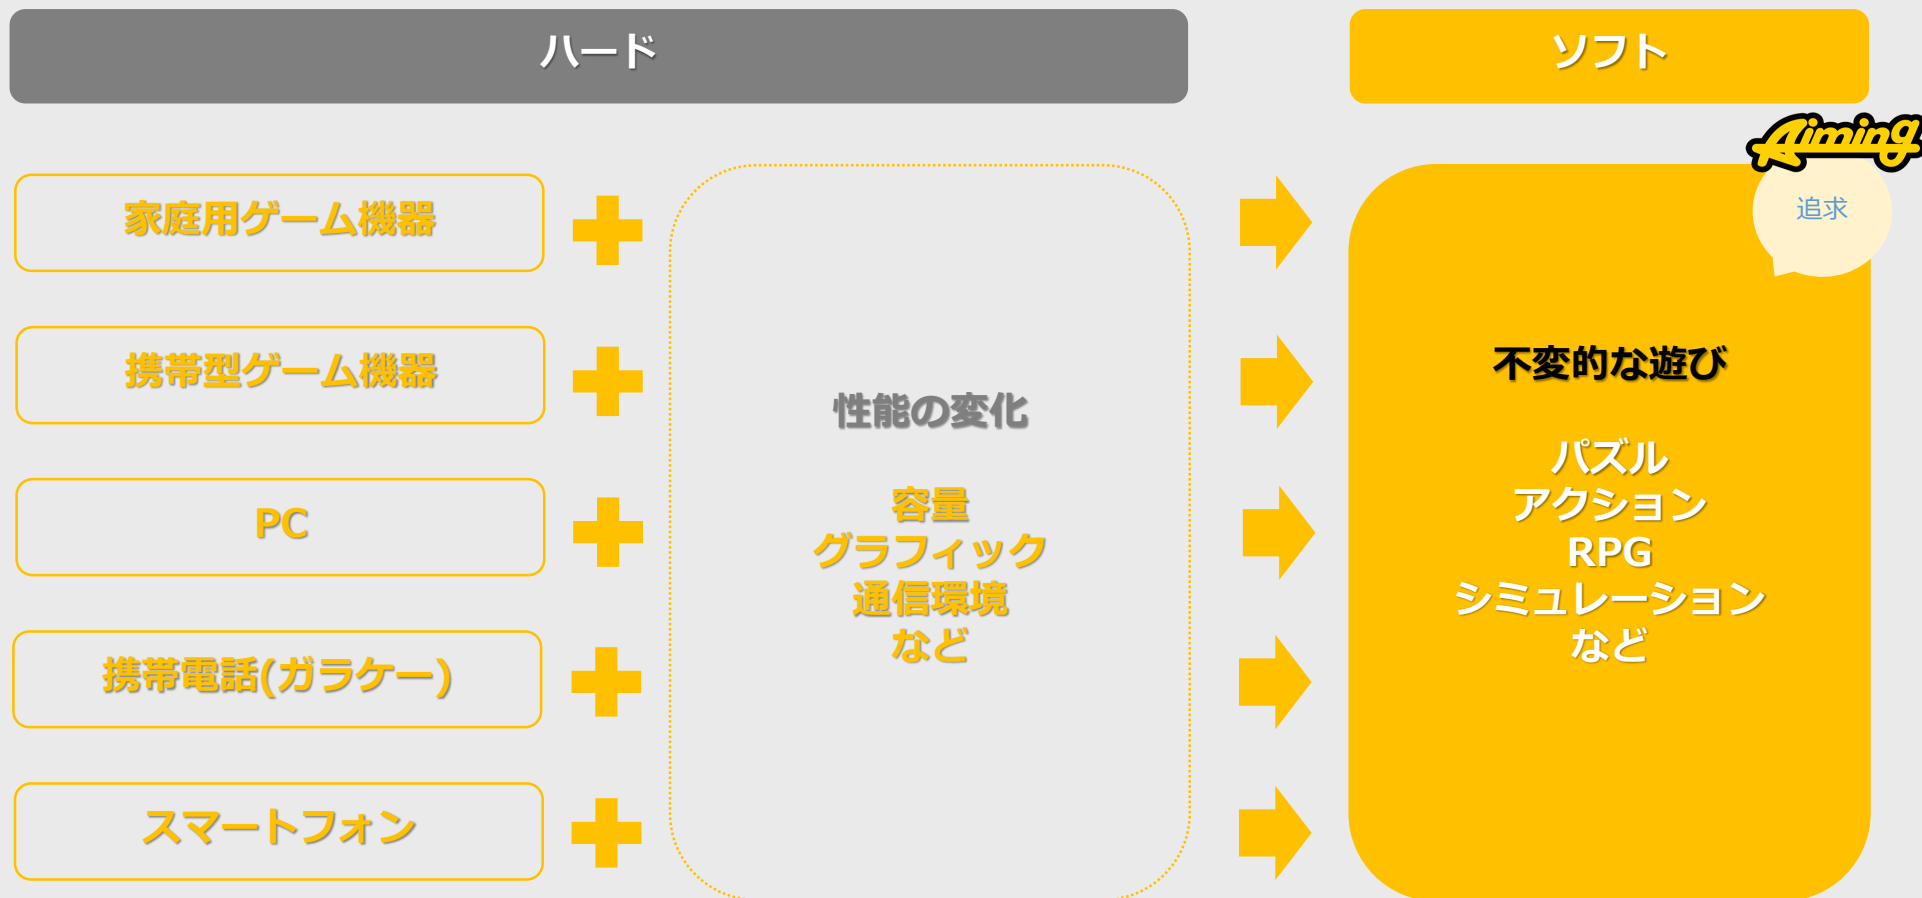 ハード
ソフト
Aiming
追求
家庭用ゲーム機器
携帯型ゲーム機器
PC
携帯電話(ガラケー)
スマートフォン
性能の変化
容量
グラフィック
通信環境
など
不変的な遊び
パズル
アクション
RPG
シミュレーション
など